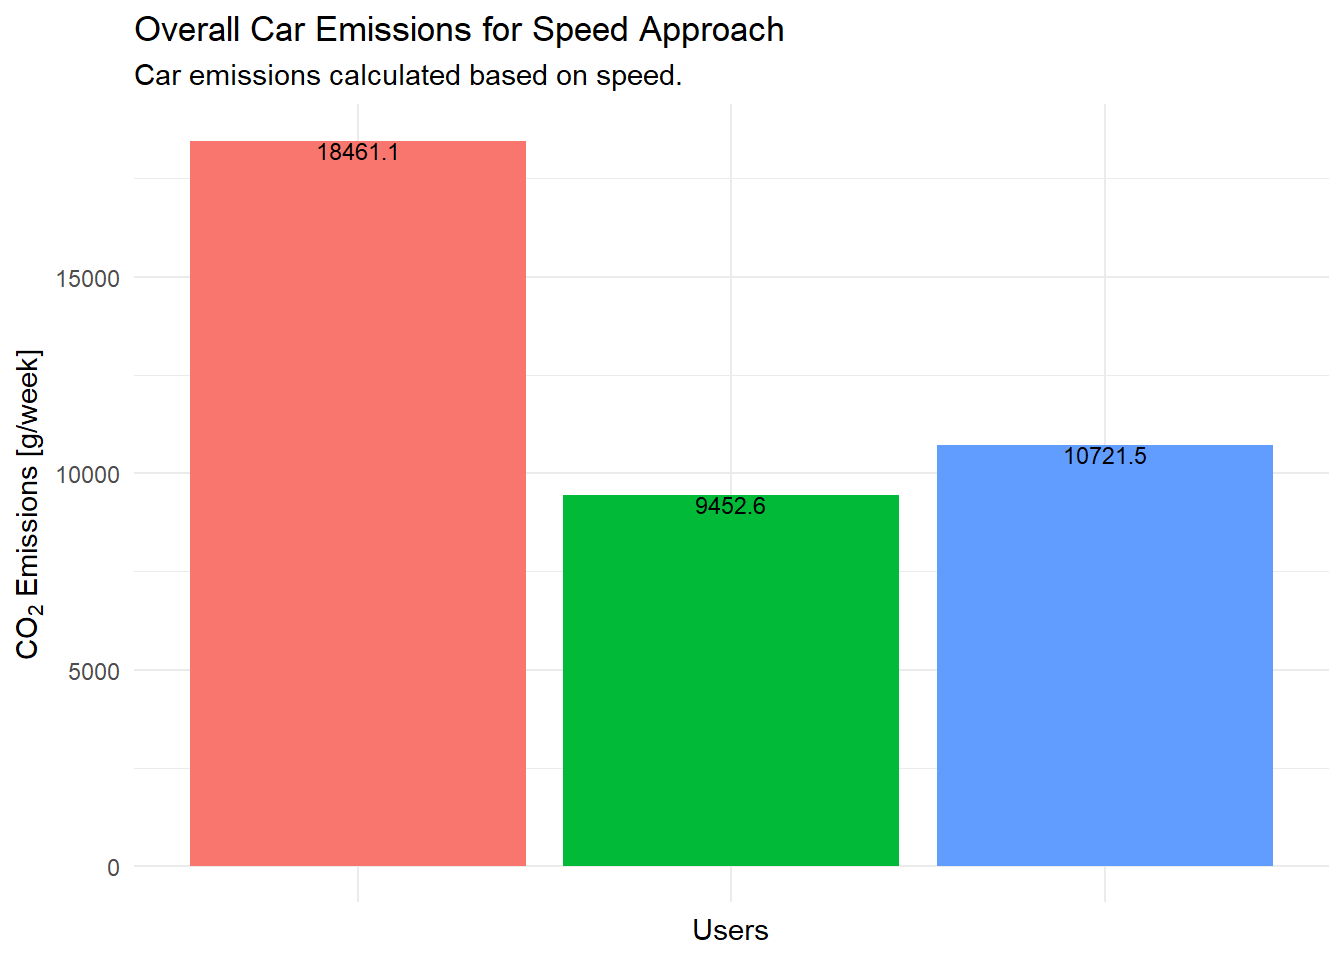 Overall Car Emissions for Speed Approach
Car emissions calculated based on speed.
CO₂ Emissions [g/week]
15000
10000
5000
0
18461.1
9452.6
10721.5
Users